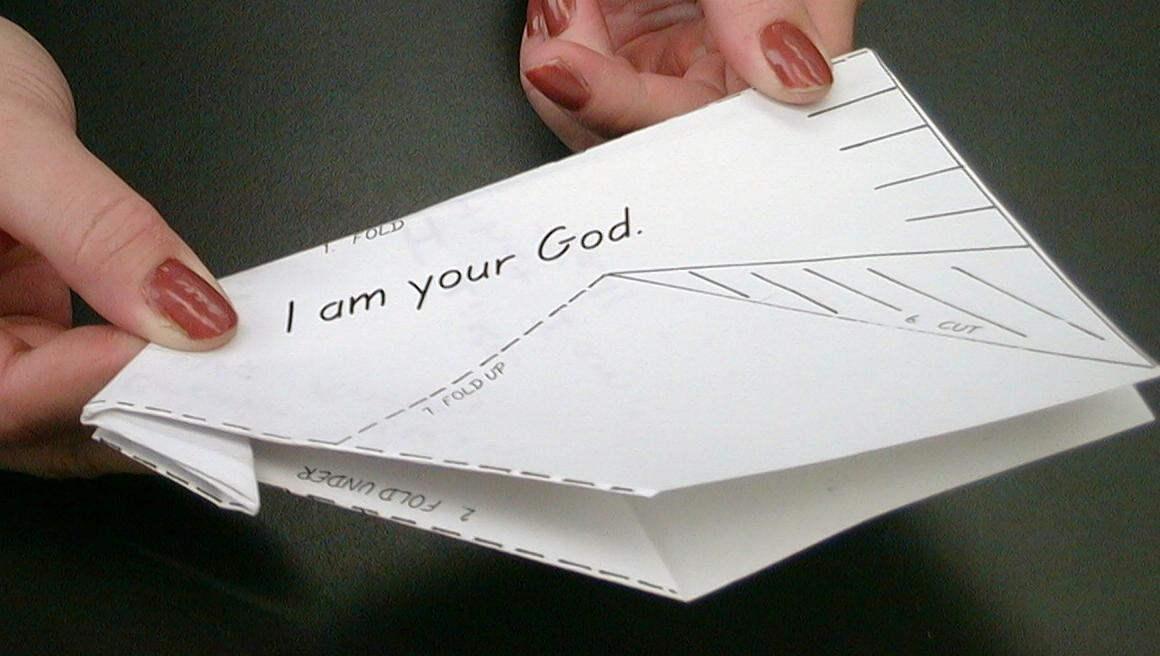 1. FOLD
I am your God.
6 CUT
7 FOLD UP
2 FOLD UNDER